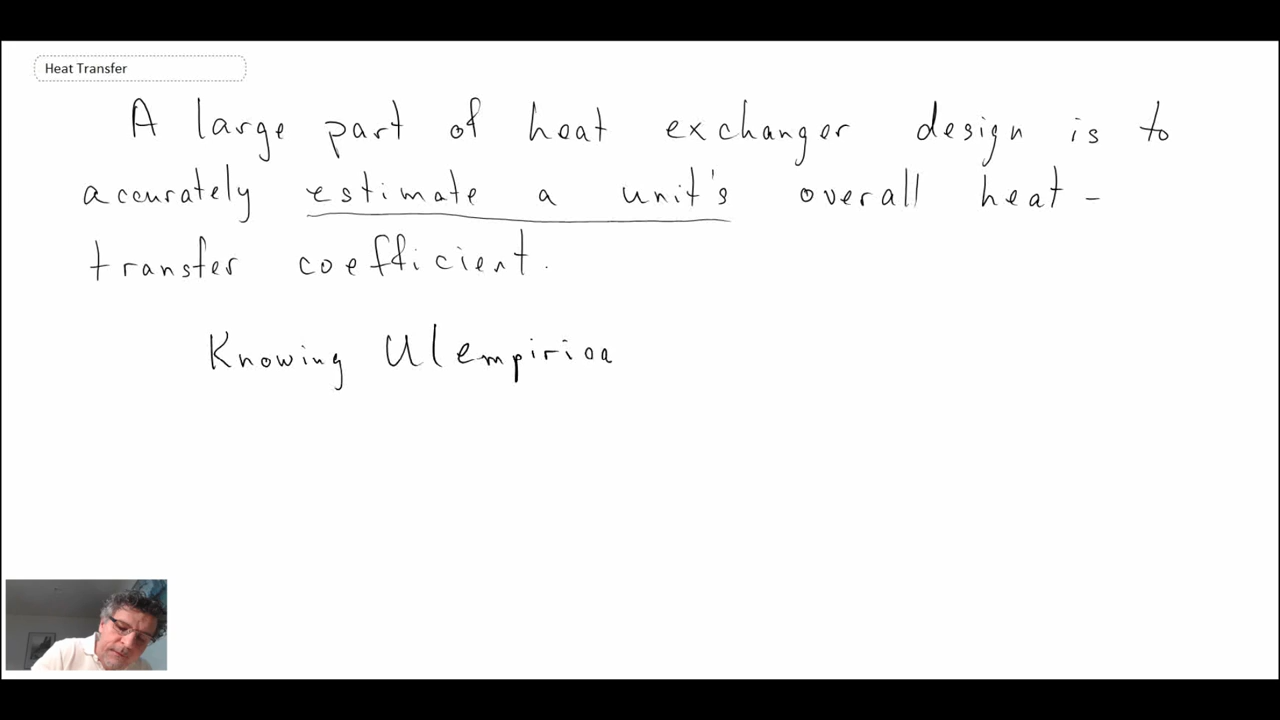 Heat Transfer
A large part of heat exchanger design is to
accurately estimate a unit's overall heat-
transfer coefficient.
Knowing U(empirica